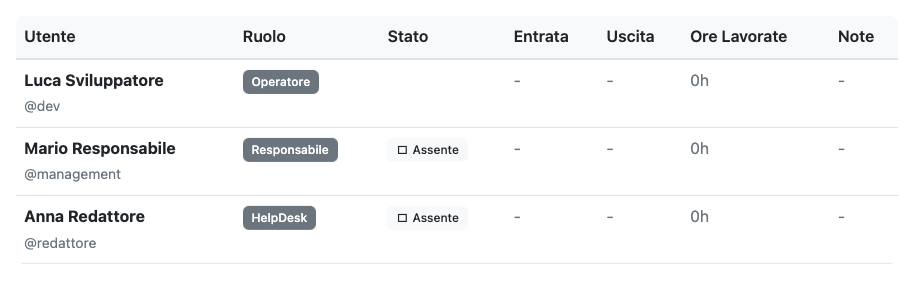 Utente Ruolo Stato Entrata Uscita Ore Lavorate Note
Luca Sviluppatore Operatore - - 0h -
@dev
Mario Responsabile Responsabile Assente - - 0h -
@management
Anna Redattore HelpDesk Assente - - 0h -
@redattore